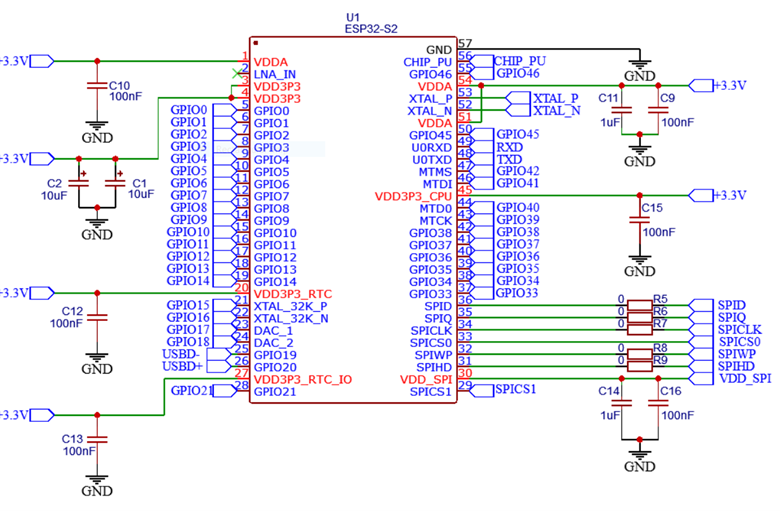 U1
ESP32-S2
+3.3V
C10
100nF
GND
+3.3V
C2
10uF
C1
10uF
GND
+3.3V
C12
100nF
GND
+3.3V
C13
100nF
GND
GPIO0
GPIO1
GPIO2
GPIO3
GPIO4
GPIO5
GPIO6
GPIO7
GPIO8
GPIO9
GPIO10
GPIO11
GPIO12
GPIO13
GPIO14
GPIO15
GPIO16
GPIO17
GPIO18
USBD-
USBD+
GPIO21
1 VDDA
2 LNA_IN
3 VDD3P3
4 VDD3P3
5 GPIO0
6 GPIO1
7 GPIO2
8 GPIO3
9 GPIO4
10 GPIO5
11 GPIO6
12 GPIO7
13 GPIO8
14 GPIO9
15 GPIO10
16 GPIO11
17 GPIO12
18 GPIO13
19 GPIO14
20 VDD3P3_RTC
21 XTAL_32K_P
22 XTAL_32K_N
23 DAC_1
24 DAC_2
25 GPIO19
26 GPIO20
27 VDD3P3_RTC_IO
28 GPIO21
GND 57
CHIP_PU 56
GPIO46 55
VDDA 54
XTAL_P 53
XTAL_N 52
VDDA 51
GPIO45 50
U0RXD 49
U0TXD 48
MTMS 47
MTDI 46
VDD3P3_CPU 45
MTD0 44
MTCK 43
GPIO38 42
GPIO37 41
GPIO36 40
GPIO35 39
GPIO34 38
GPIO33 37
SPID 36
SPIQ 35
SPICLK 34
SPICS0 33
SPIWP 32
SPIHD 31
VDD_SPI 30
SPICS1 29
CHIP_PU
GPIO46
XTAL_P
XTAL_N
GPIO45
RXD
TXD
GPIO42
GPIO41
GPIO40
GPIO39
GPIO38
GPIO37
GPIO36
GPIO35
GPIO34
GPIO33
SPICS1
GND
+3.3V
C11
1uF
C9
100nF
GND
+3.3V
C15
100nF
GND
0 R5
0 R6
0 R7
0 R8
0 R9
SPID
SPIQ
SPICLK
SPICS0
SPIWP
SPIHD
VDD_SPI
C14
1uF
C16
100nF
GND